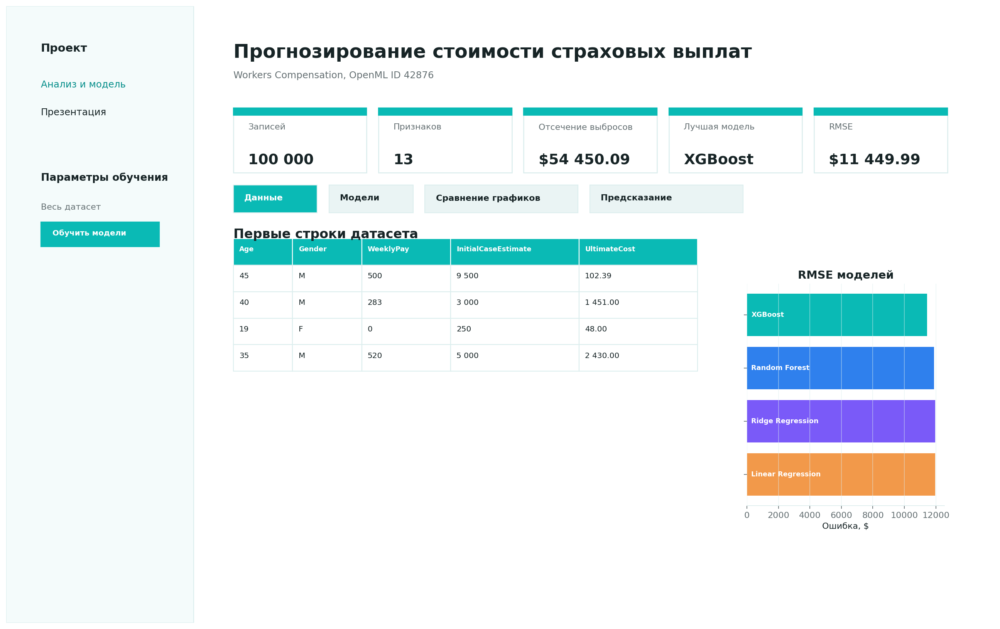 Проект
Анализ и модель
Презентация
Параметры обучения
Весь датасет
Обучить модели
Прогнозирование стоимости страховых выплат
Workers Compensation, OpenML ID 42876
Записей
100 000
Признаков
13
Отсечение выбросов
$54 450.09
Лучшая модель
XGBoost
RMSE
$11 449.99
Данные Модели Сравнение графиков Предсказание
Первые строки датасета
Age Gender WeeklyPay InitialCaseEstimate UltimateCost
45 M 500 9 500 102.39
40 M 283 3 000 1 451.00
19 F 0 250 48.00
35 M 520 5 000 2 430.00
RMSE моделей
XGBoost
Random Forest
Ridge Regression
Linear Regression
0 2000 4000 6000 8000 10000 12000
Ошибка, $